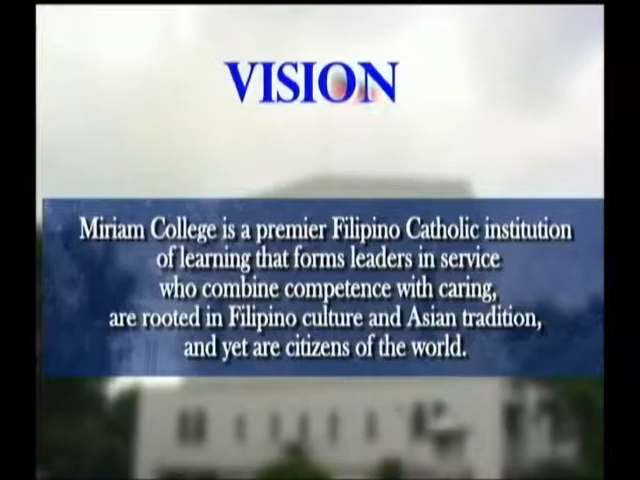 VISION
Miriam College is a premier Filipino Catholic institution
of learning that forms leaders in service
who combine competence with caring,
are rooted in Filipino culture and Asian tradition,
and yet are citizens of the world.